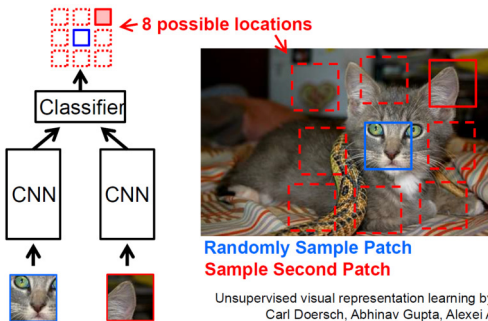 8 possible locations
Classifier
CNN
CNN
Randomly Sample Patch
Sample Second Patch
Unsupervised visual representation learning by
Carl Doersch, Abhinav Gupta, Alexei A